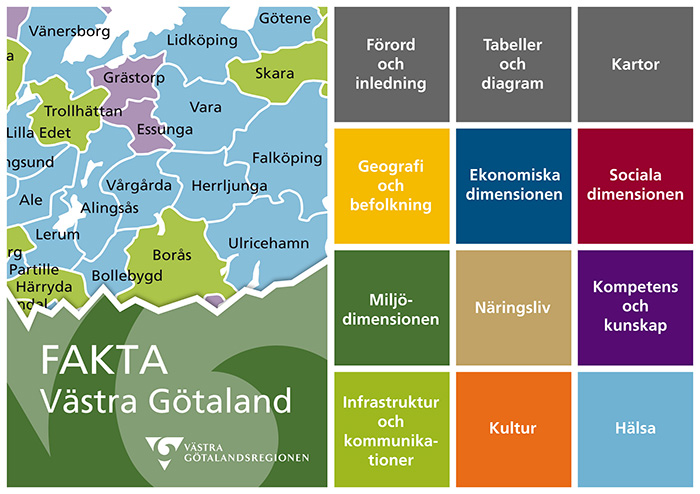 Vänersborg
Götene
Lidköping
a
Grästorp
Skara
Trollhättan
Vara
Essunga
Lilla Edet
ngsund
Falköping
Vårgårda
Herrljunga
Ale
Alingsås
Lerum
Ulricehamn
rg
Borås
Partille
Bollebygd
Härryda
ndal
FAKTA
Västra Götaland
VÄSTRA
GÖTALANDSREGIONEN
Förord
och
inledning
Tabeller
och
diagram
Kartor
Geografi
och
befolkning
Ekonomiska
dimensionen
Sociala
dimensionen
Miljö-
dimensionen
Näringsliv
Kompetens
och
kunskap
Infrastruktur
och
kommunika-
tioner
Kultur
Hälsa